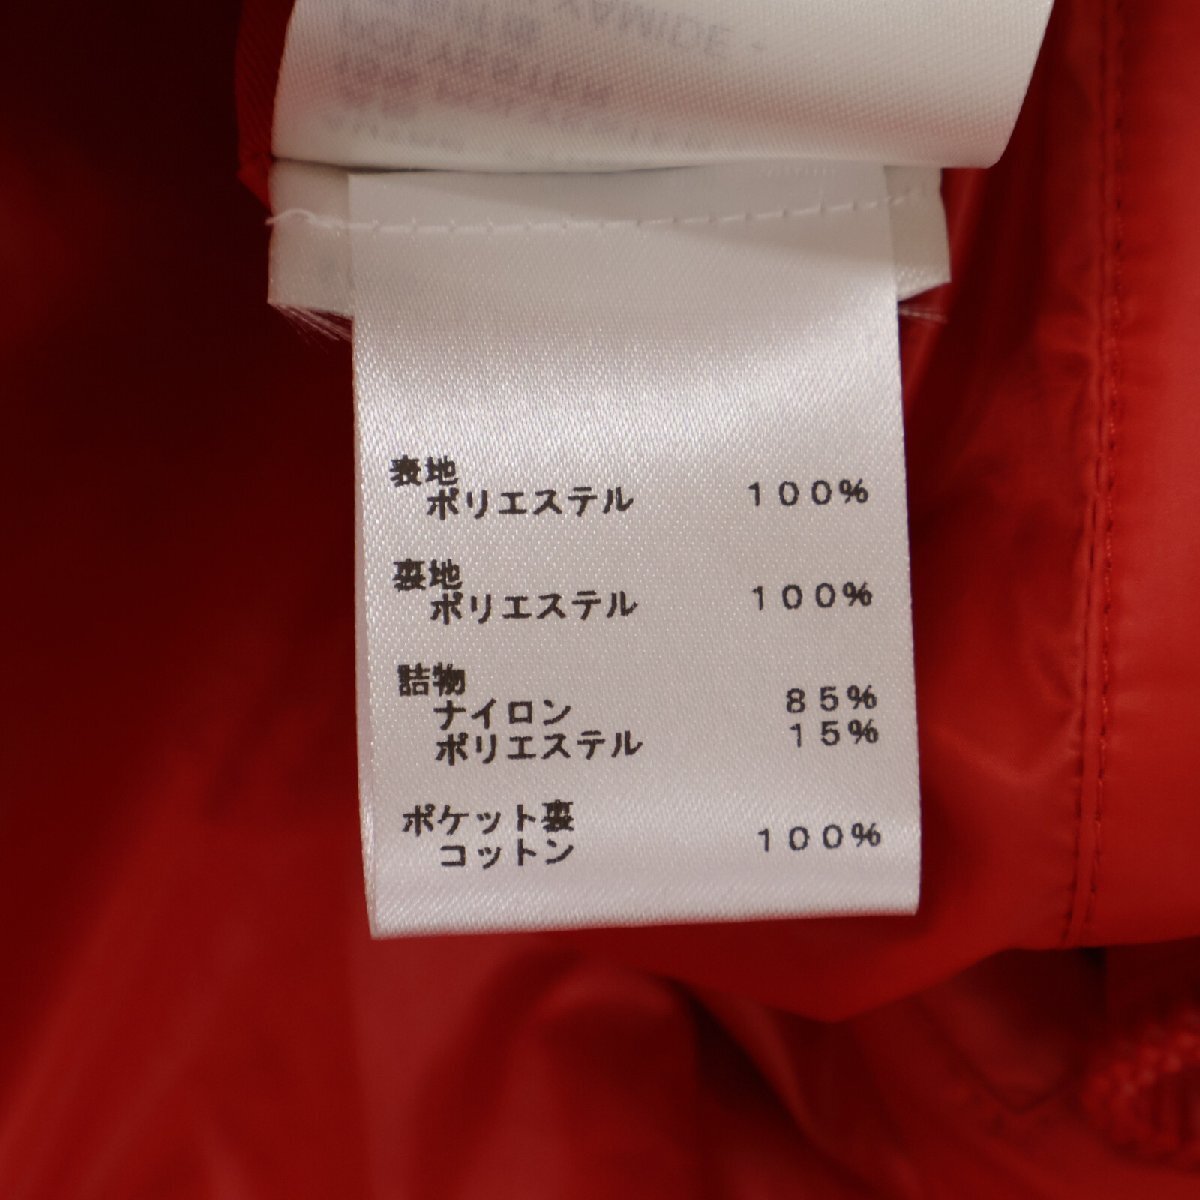 表地
ポリエステル 100%
裏地
ポリエステル 100%
詰物
ナイロン 85%
ポリエステル 15%
ポケット裏
コットン 100%